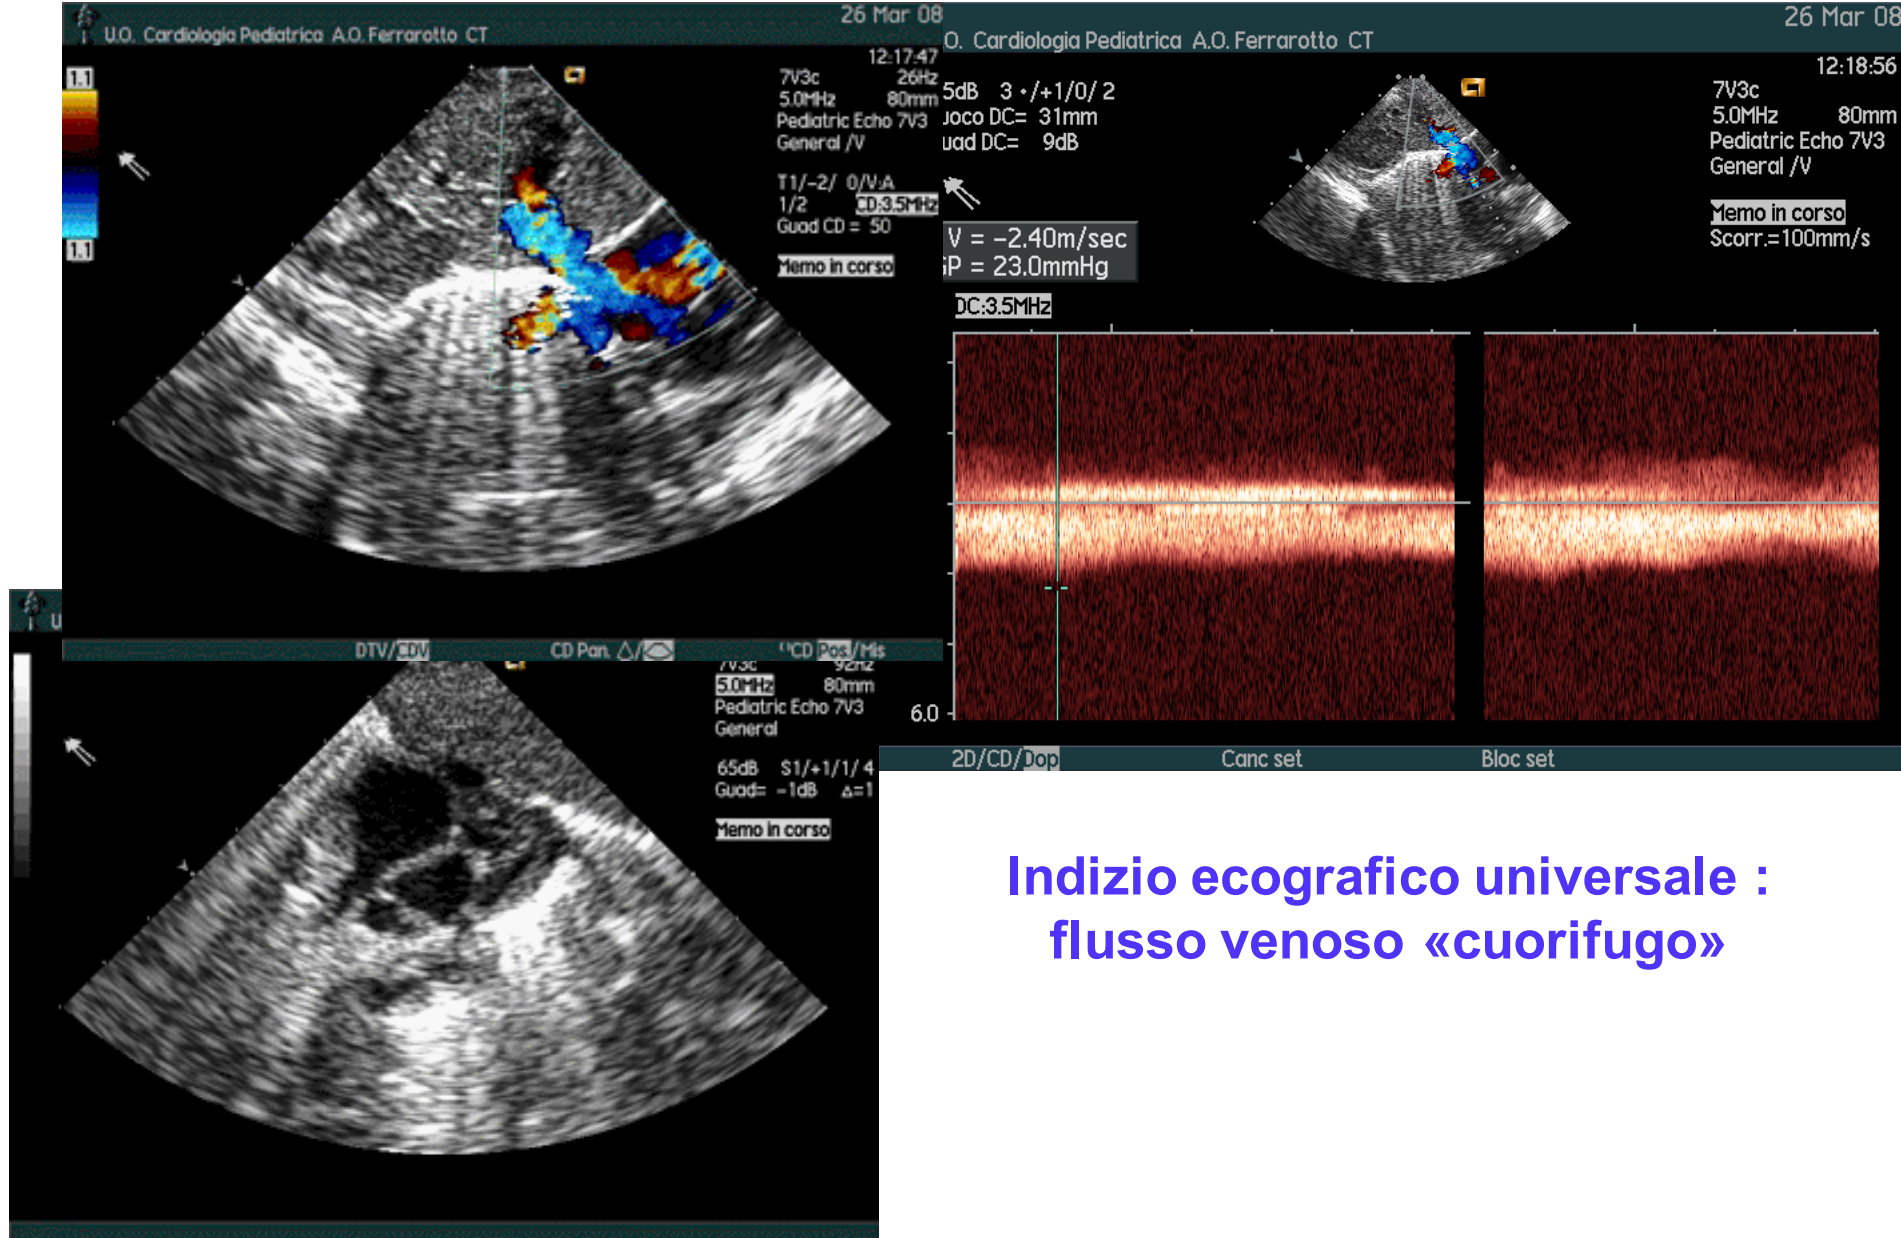 26 Mar 08
U.O. Cardiologia Pediatrica A.O. Ferrarotto CT
12:17:47
1.1
7V3c 26Hz
5.0MHz 80mm
Pediatric Echo 7V3
General /V
T1/-2/ 0/V:A
1/2 CD:3.5MHz
Guad CD = 50
1.1
Memo in corso
DTV/CDV CD Pan. △/ "CD Pos./Mis
26 Mar 08
O. Cardiologia Pediatrica A.O. Ferrarotto CT
12:18:56
5dB 3 •/+1/0/ 2
uoco DC= 31mm
uad DC= 9dB
7V3c
5.0MHz 80mm
Pediatric Echo 7V3
General /V
Memo in corso
Scorr.=100mm/s
V = -2.40m/sec
GP = 23.0mmHg
DC:3.5MHz
6.0
2D/CD/Dop Canc set Bloc set
U
7V3c 92Hz
5.0MHz 80mm
Pediatric Echo 7V3
General
65dB S1/+1/1/ 4
Guad= -1dB △=1
Memo in corso
Indizio ecografico universale :
flusso venoso «cuorifugo»